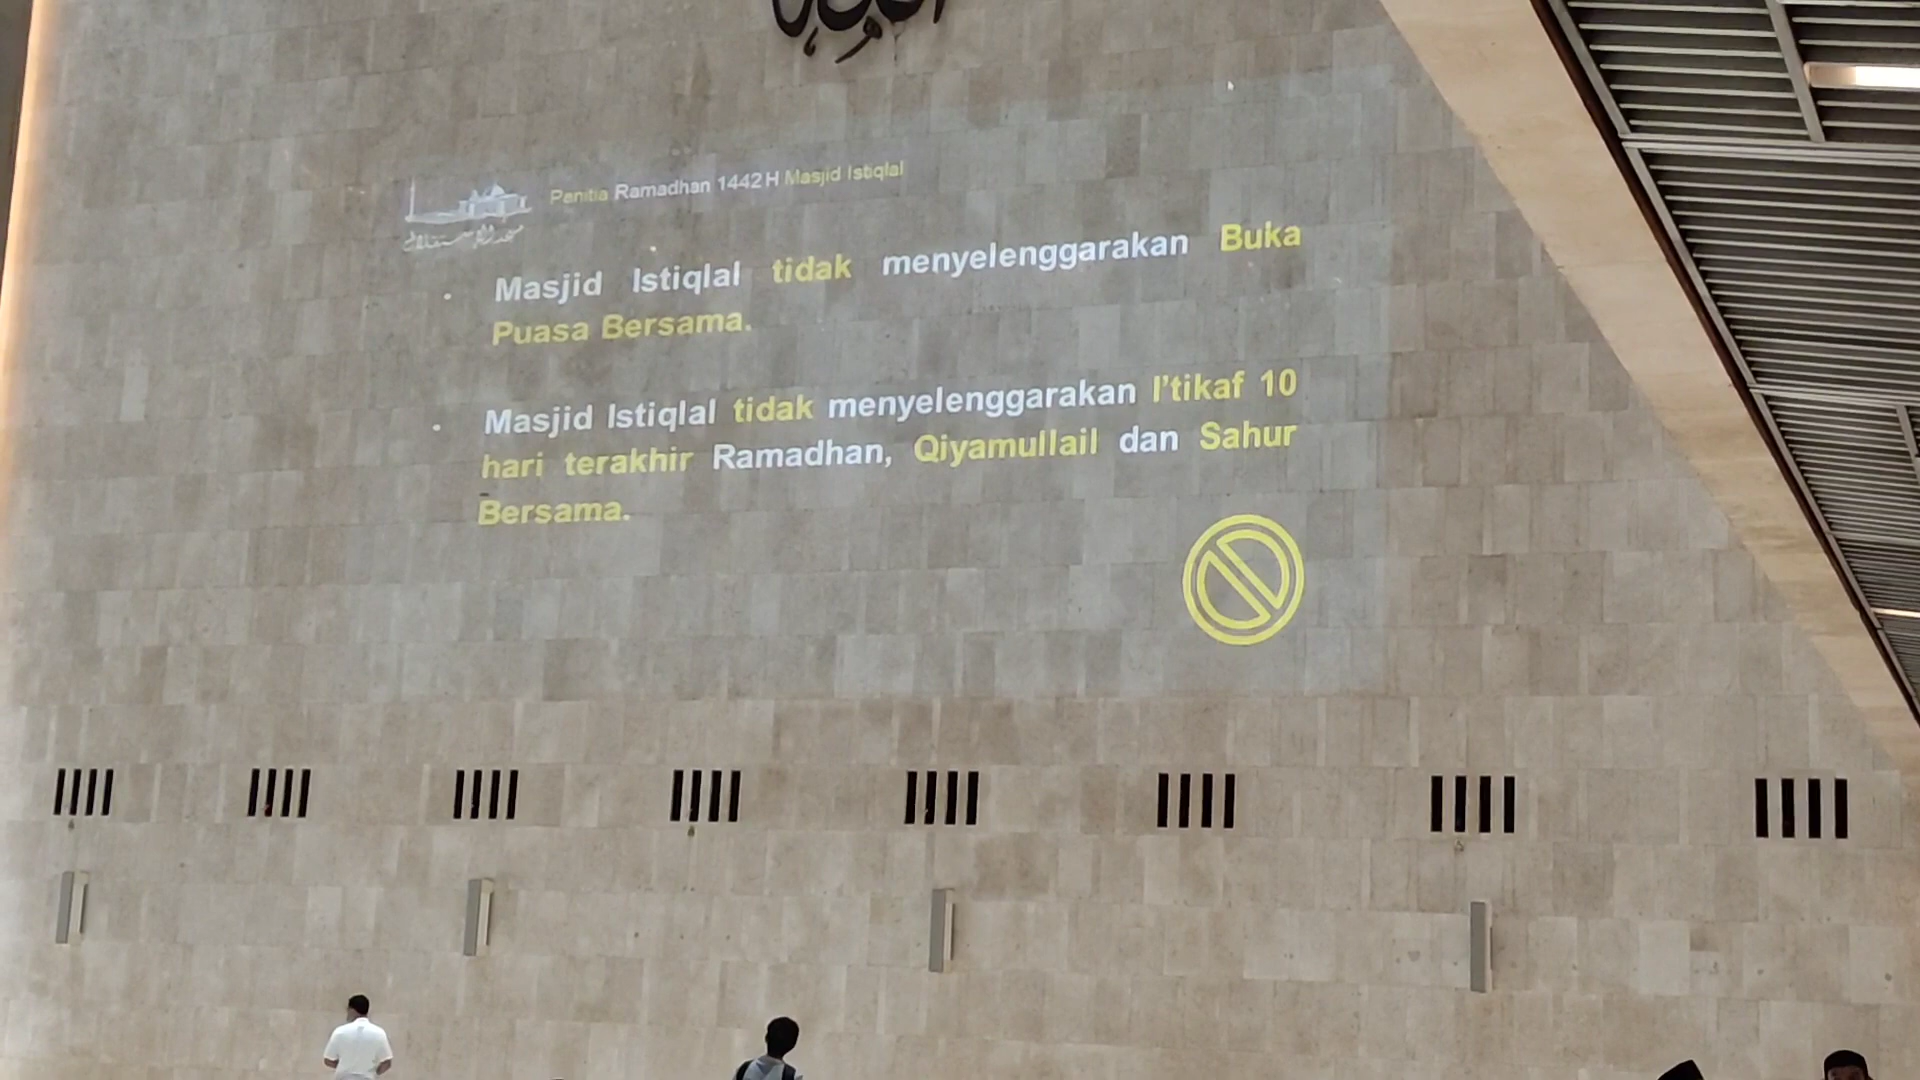 Panitia Ramadhan 1442 H Masjid Istiqlal
Masjid Istiqlal tidak menyelenggarakan Buka
Puasa Bersama.
Masjid Istiqlal tidak menyelenggarakan I'tikaf 10
hari terakhir Ramadhan, Qiyamullail dan Sahur
Bersama.